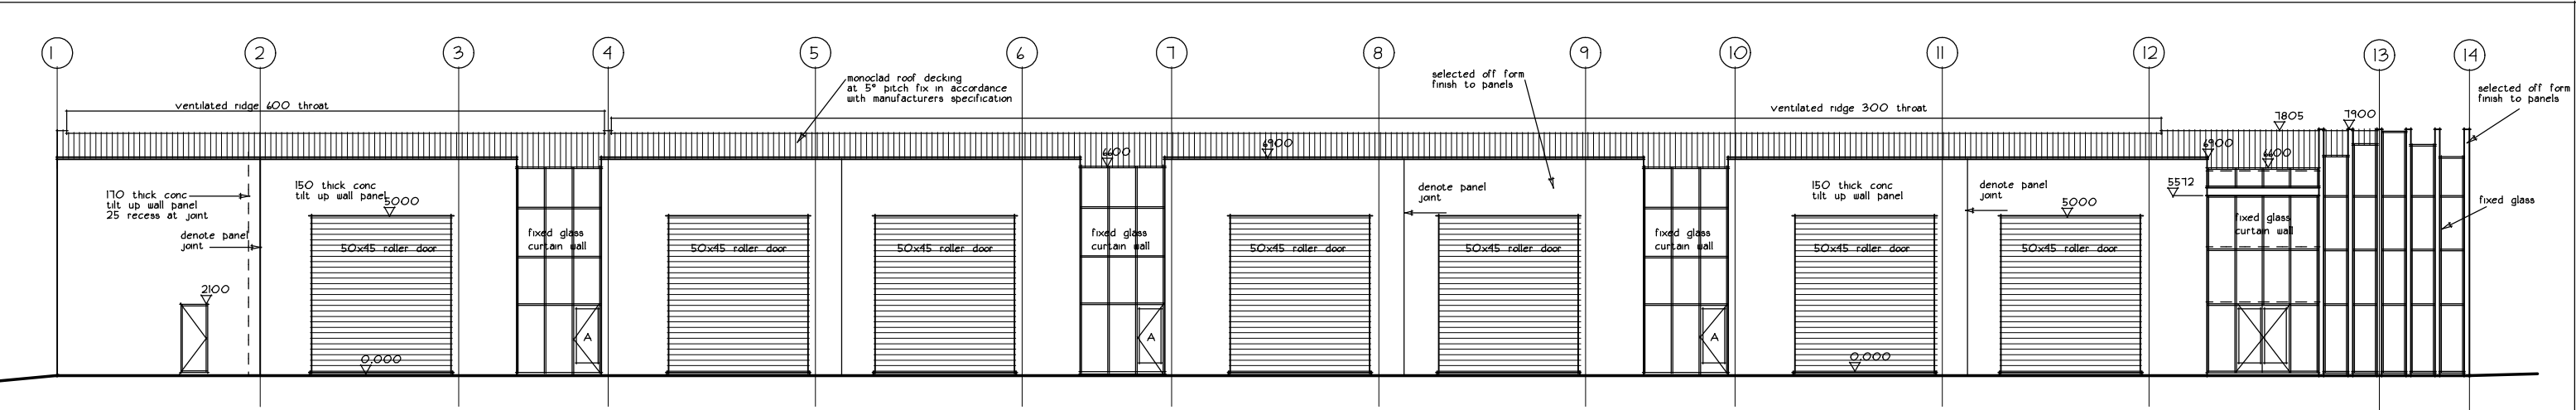 1 2 3 4 5 6 7 8 9 10 11 12 13 14
monoclad roof decking
at 5° pitch fix in accordance
with manufacturers specification
selected off form
finish to panels
selected off form
finish to panels
ventilated ridge 600 throat
ventilated ridge 300 throat
7805
7900
6600
6900
6900
6600
170 thick conc
tilt up wall panel
25 recess at joint
150 thick conc
tilt up wall panel
5000
denote panel
joint
150 thick conc
tilt up wall panel
denote panel
joint
5572
5000
fixed glass
denote panel
joint
50x45 roller door
fixed glass
curtain wall
50x45 roller door
50x45 roller door
fixed glass
curtain wall
50x45 roller door
50x45 roller door
fixed glass
curtain wall
50x45 roller door
50x45 roller door
fixed glass
curtain wall
2100
A
A
A
0.000
0.000